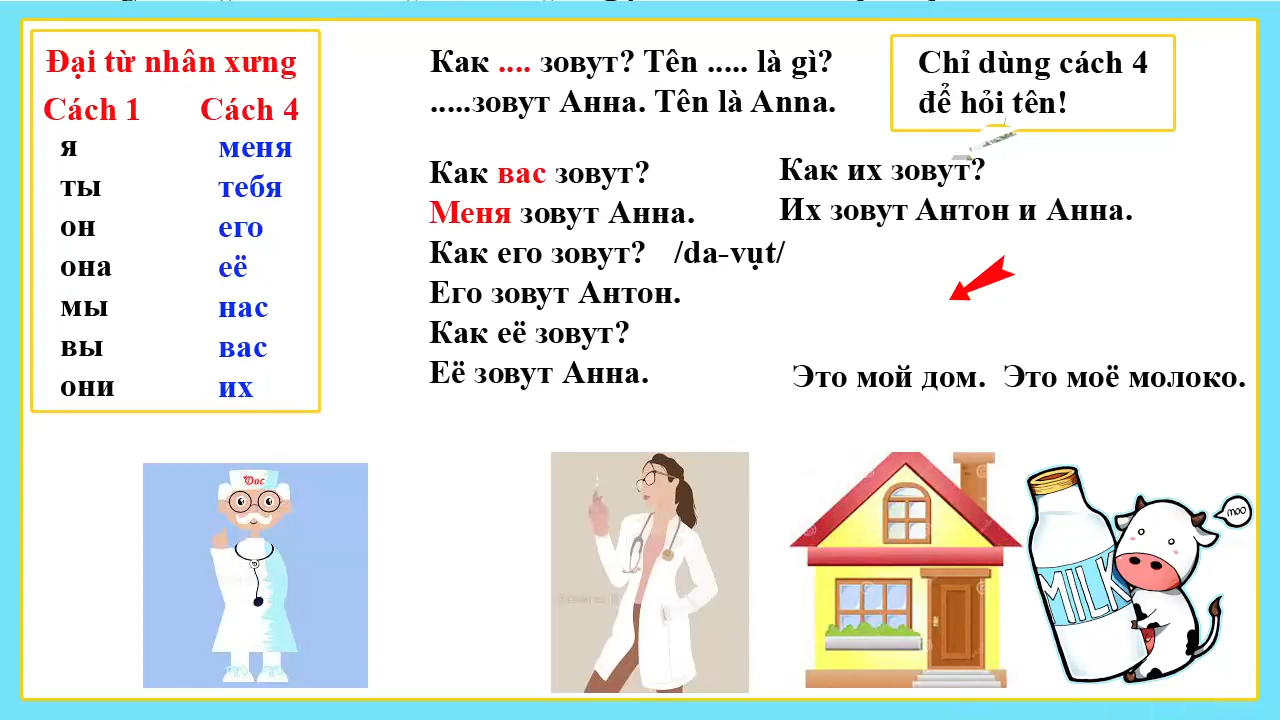 Đại từ nhân xưng
Cách 1 Cách 4
я меня
ты тебя
он его
она её
мы нас
вы вас
они их
Как .... зовут? Tên ..... là gì?
.....зовут Анна. Tên là Anna.
Как вас зовут?
Меня зовут Анна.
Как его зовут? /da-vụt/
Его зовут Антон.
Как её зовут?
Её зовут Анна.
Chỉ dùng cách 4
để hỏi tên!
Как их зовут?
Их зовут Антон и Анна.
Это мой дом. Это моё молоко.
Doc
MILK
moo